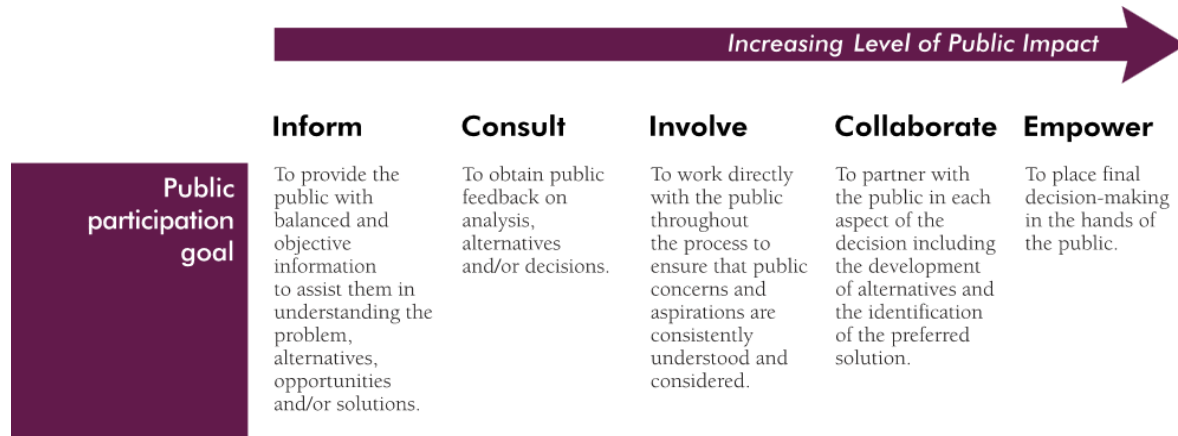 Increasing Level of Public Impact
Inform
Consult
Involve
Collaborate
Empower
Public
participation
goal
To provide the
public with
balanced and
objective
information
to assist them in
understanding the
problem,
alternatives,
opportunities
and/or solutions.
To obtain public
feedback on
analysis,
alternatives
and/or decisions.
To work directly
with the public
throughout
the process to
ensure that public
concerns and
aspirations are
consistently
understood and
considered.
To partner with
the public in each
aspect of the
decision including
the development
of alternatives and
the identification
of the preferred
solution.
To place final
decision-making
in the hands of
the public.